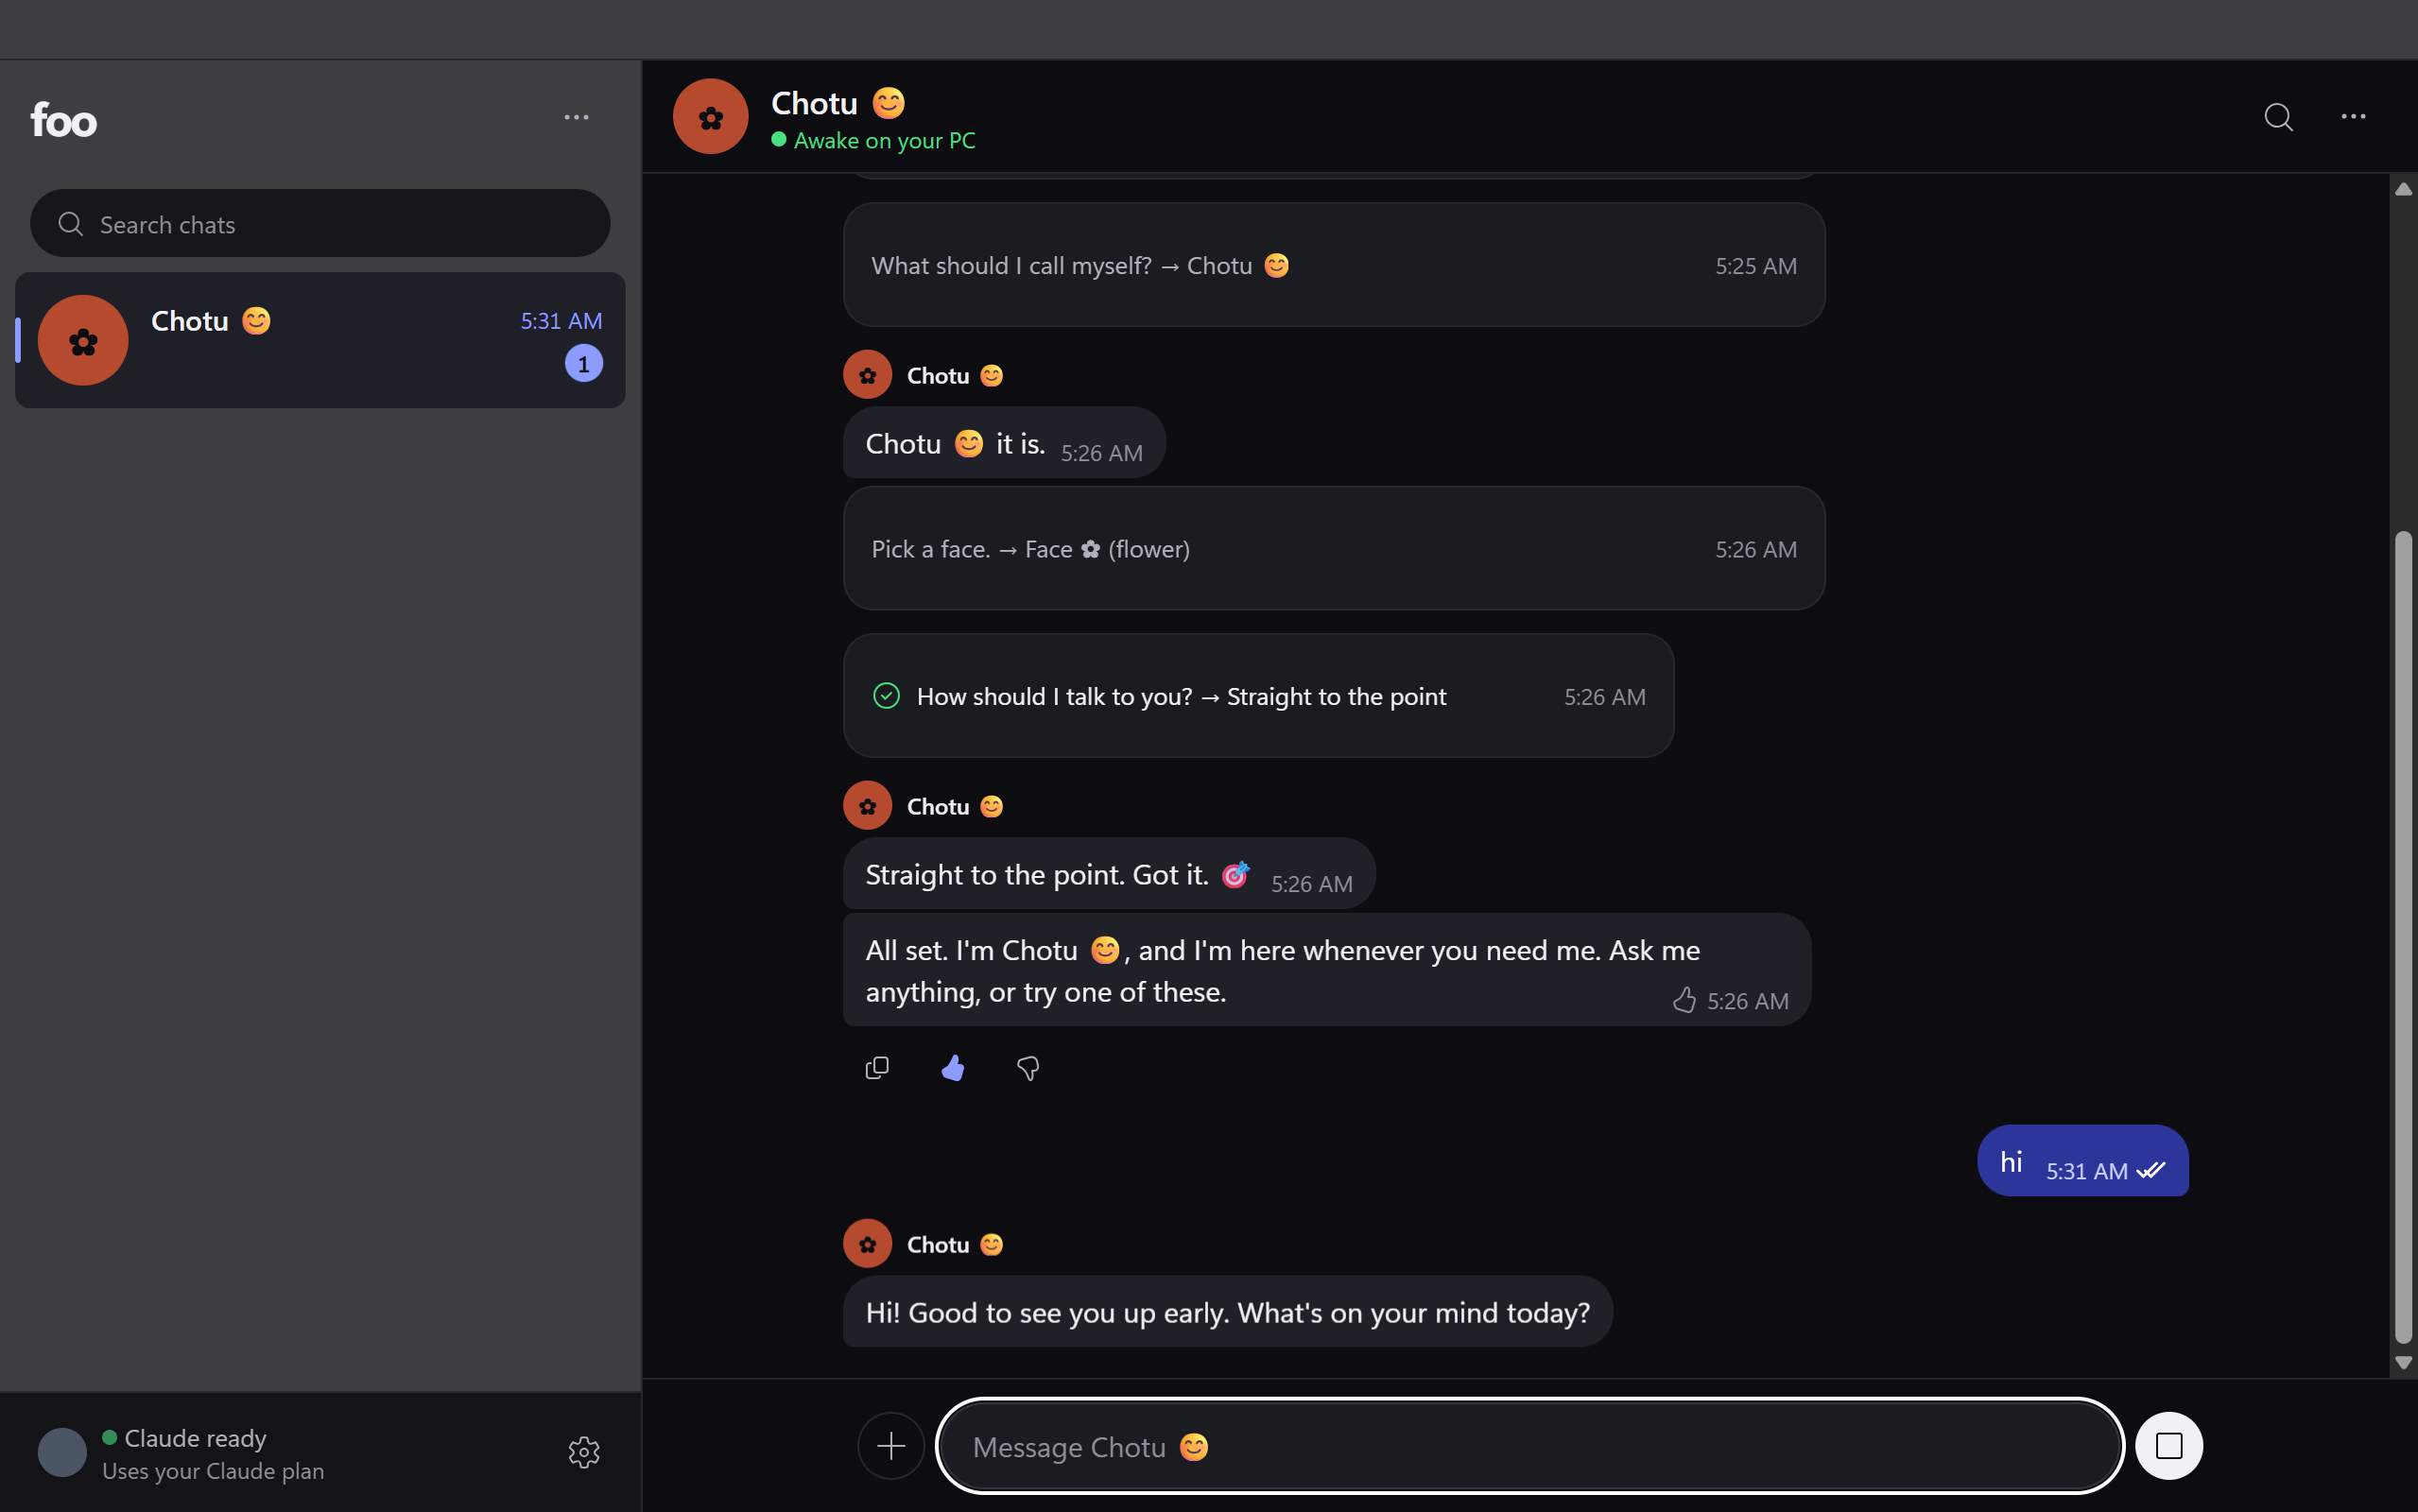 foo
Search chats
Chotu 😊
5:31 AM
1
Claude ready
Uses your Claude plan
Chotu 😊
Awake on your PC
What should I call myself? → Chotu 😊 5:25 AM
Chotu 😊
Chotu 😊 it is. 5:26 AM
Pick a face. → Face ✿ (flower) 5:26 AM
How should I talk to you? → Straight to the point 5:26 AM
Chotu 😊
Straight to the point. Got it. 🎯 5:26 AM
All set. I'm Chotu 😊, and I'm here whenever you need me. Ask me
anything, or try one of these. 5:26 AM
hi 5:31 AM
Chotu 😊
Hi! Good to see you up early. What's on your mind today?
Message Chotu 😊